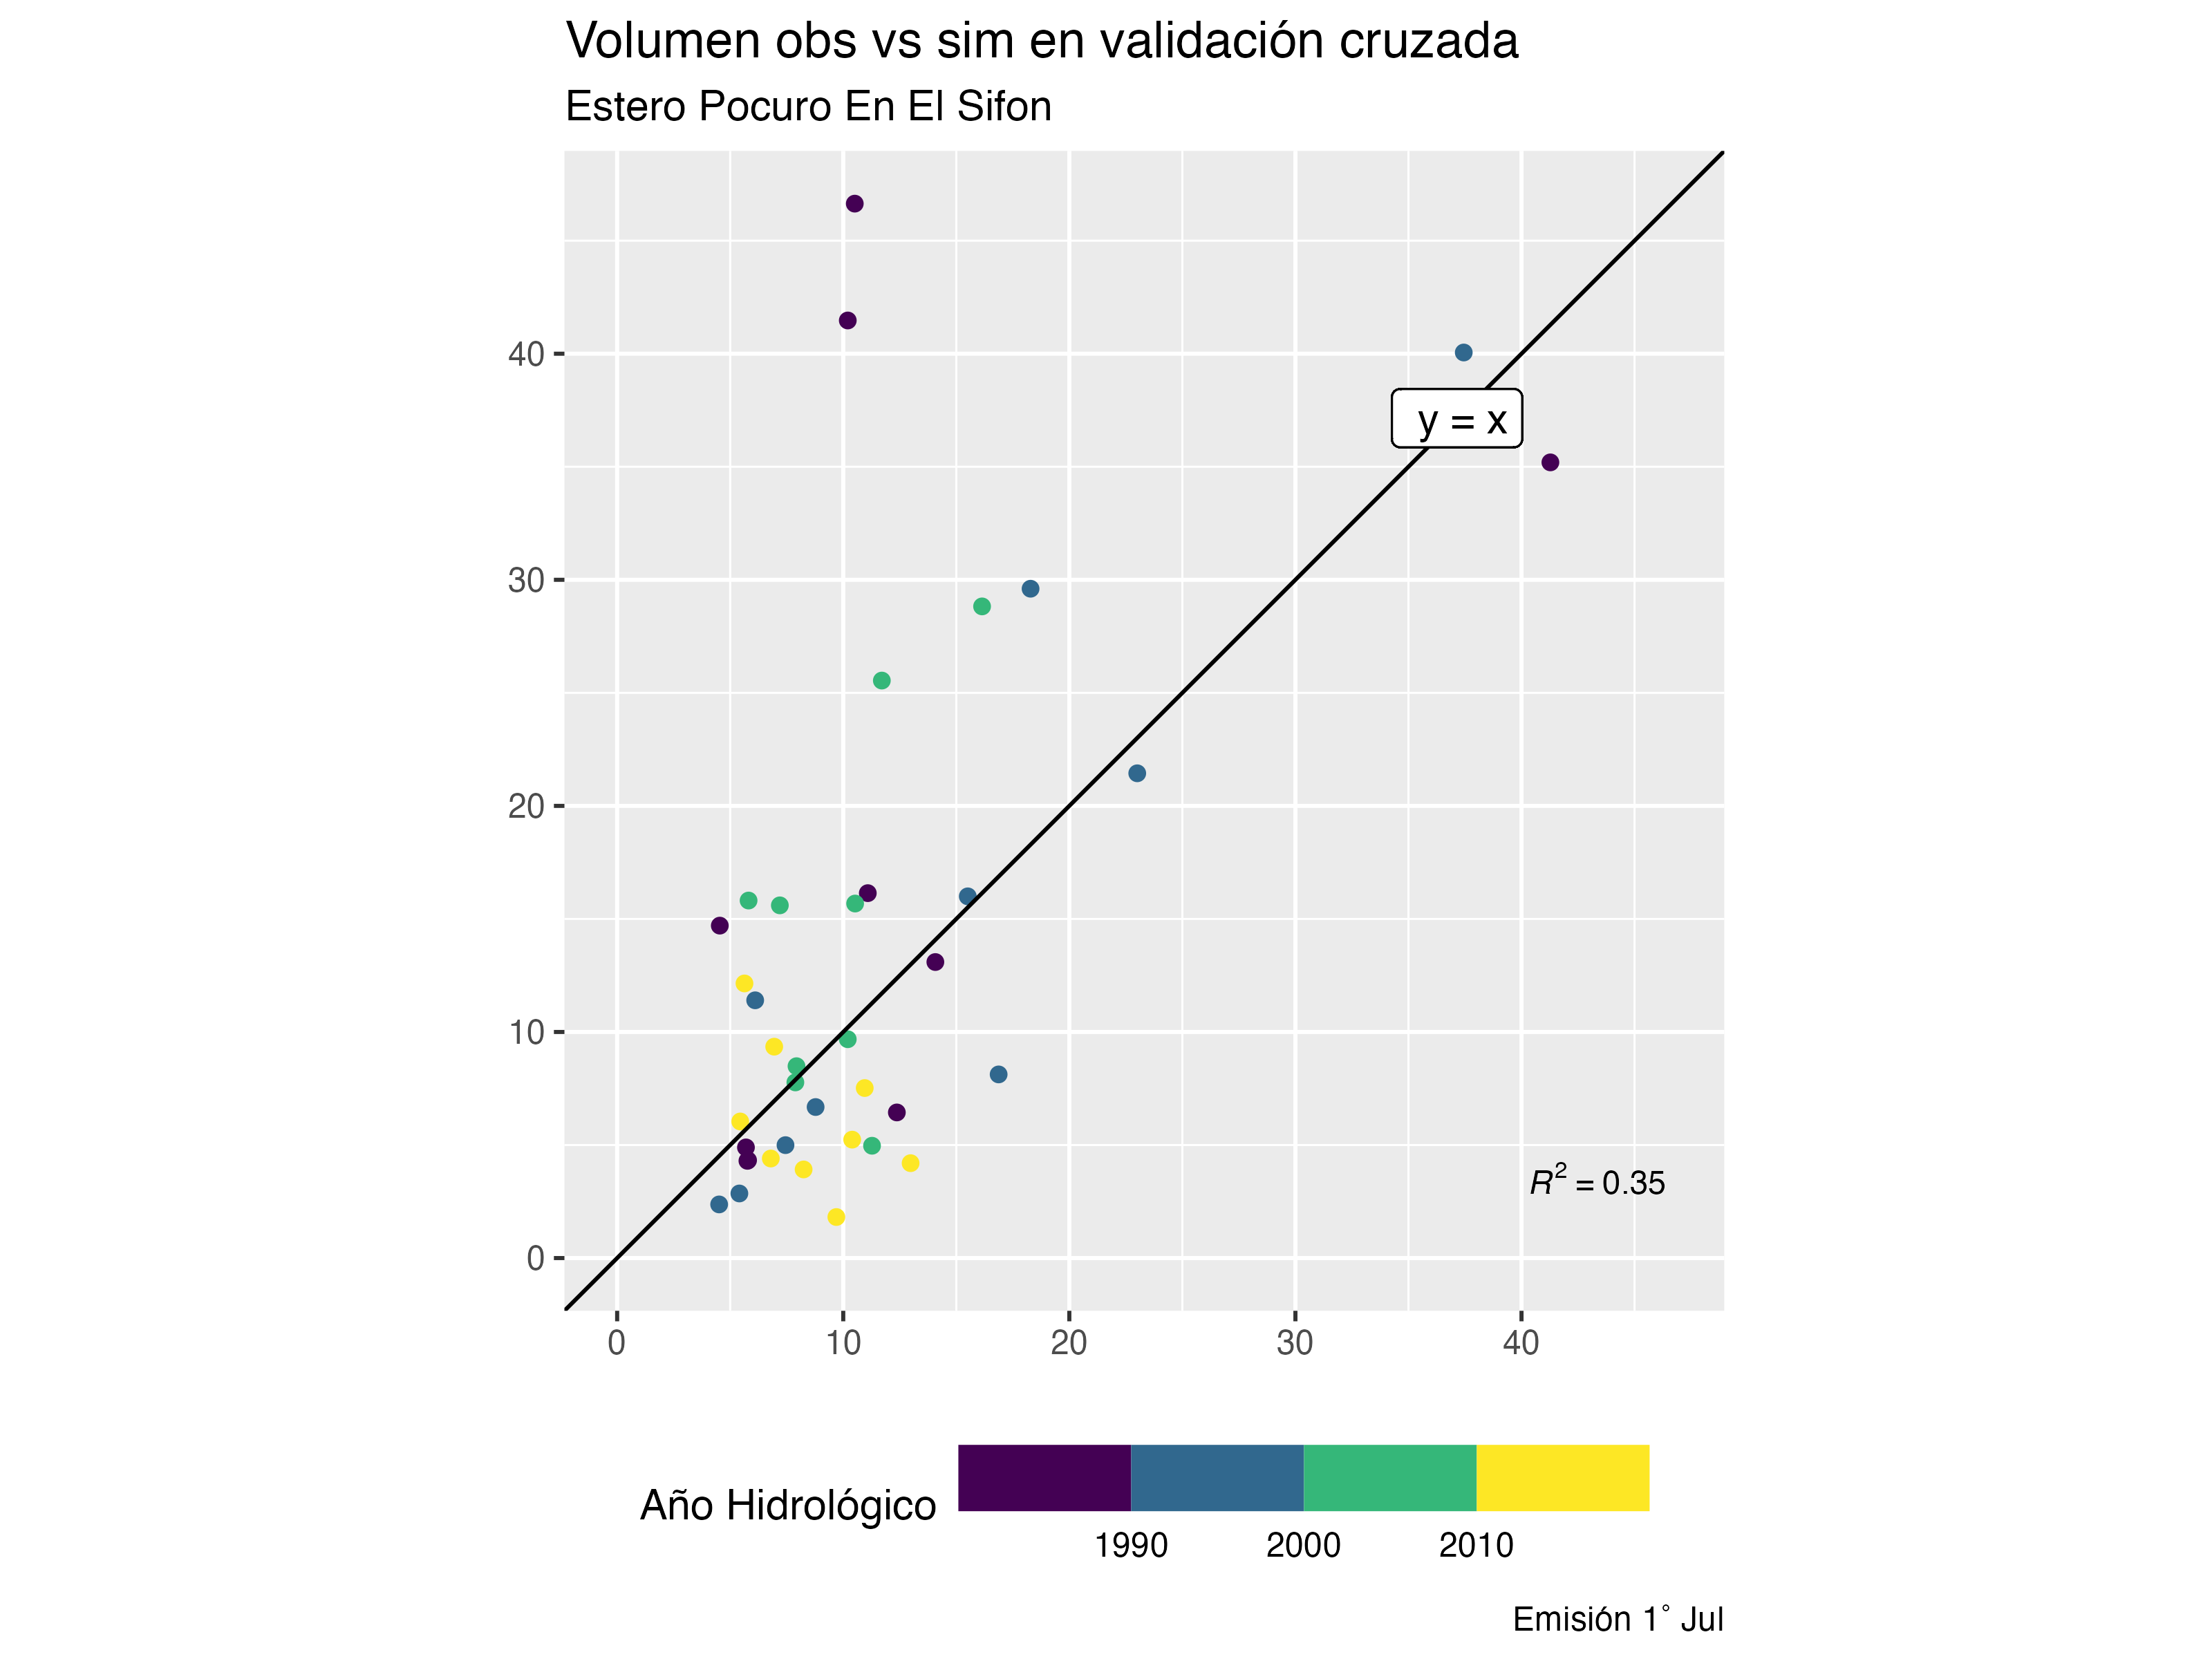 Volumen obs vs sim en validación cruzada
Estero Pocuro En El Sifon
40
30
20
10
0
y = x
R² = 0.35
0 10 20 30 40
Año Hidrológico
1990 2000 2010
Emisión 1° Jul